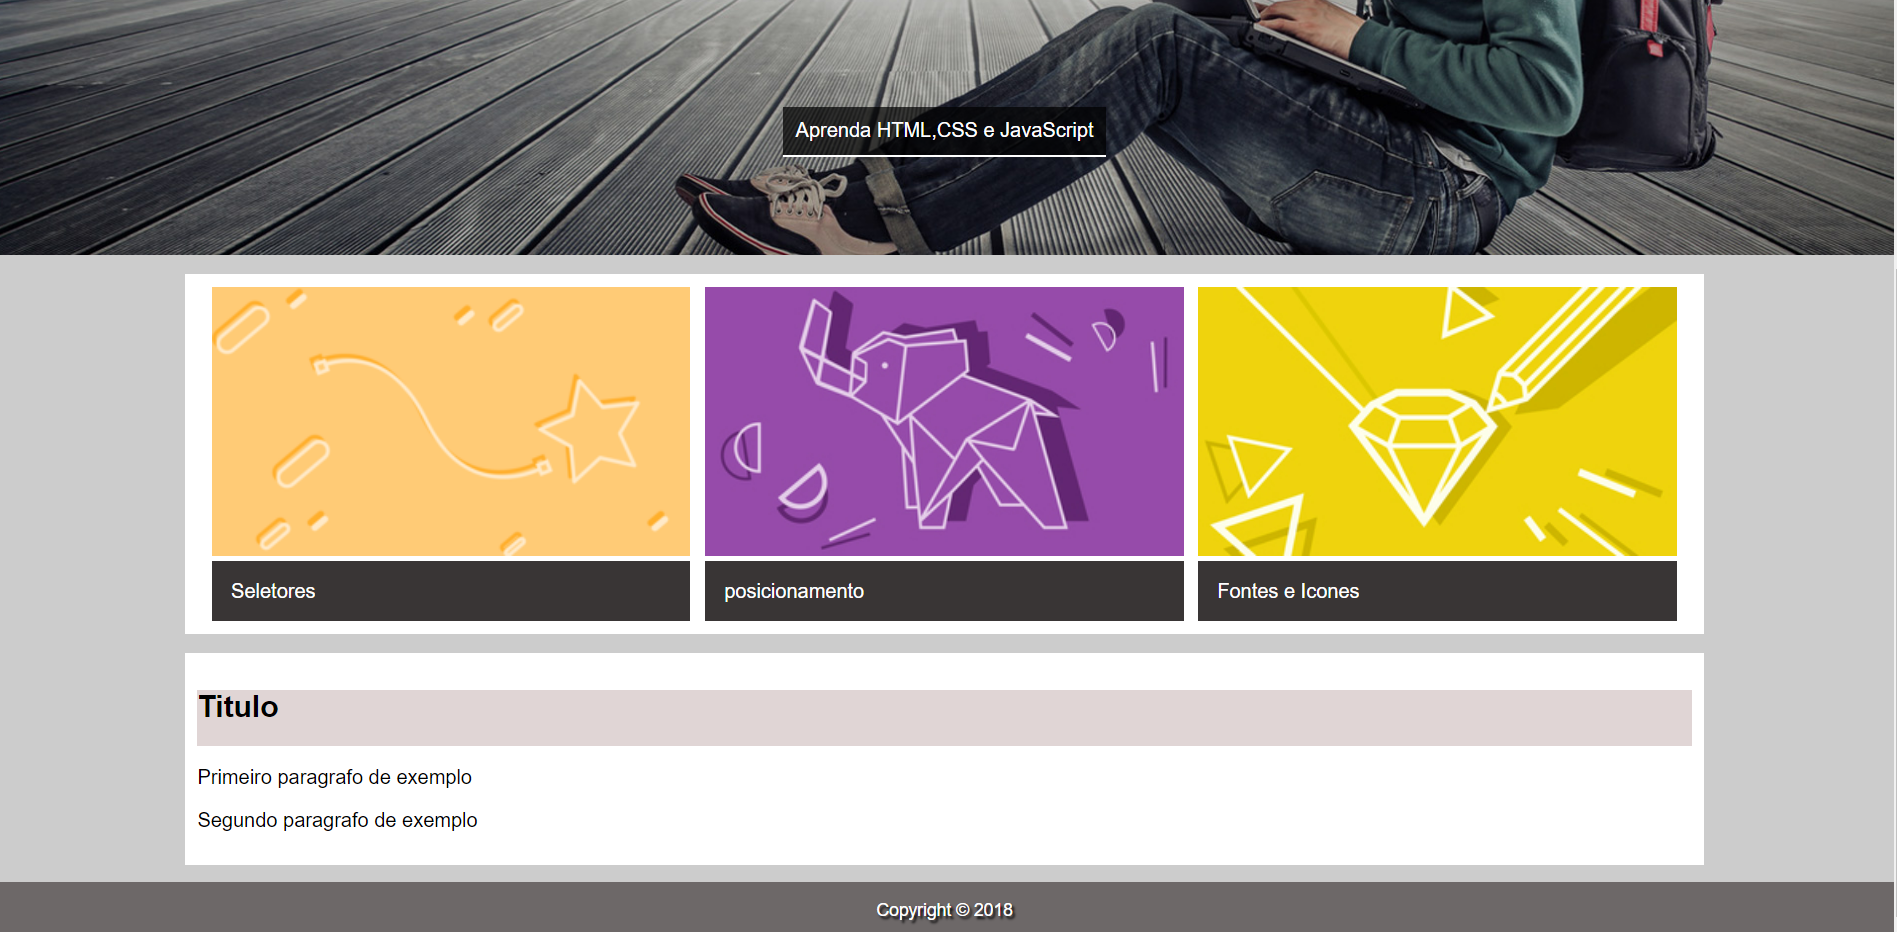 Aprenda HTML,CSS e JavaScript
Seletores
posicionamento
Fontes e Icones
Titulo
Primeiro paragrafo de exemplo
Segundo paragrafo de exemplo
Copyright © 2018